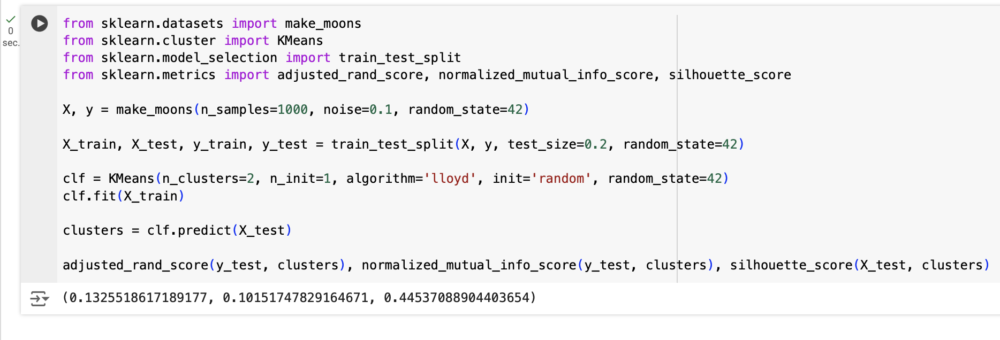 0
sec.
from sklearn.datasets import make_moons
from sklearn.cluster import KMeans
from sklearn.model_selection import train_test_split
from sklearn.metrics import adjusted_rand_score, normalized_mutual_info_score, silhouette_score
X, y = make_moons(n_samples=1000, noise=0.1, random_state=42)
X_train, X_test, y_train, y_test = train_test_split(X, y, test_size=0.2, random_state=42)
clf = KMeans(n_clusters=2, n_init=1, algorithm='lloyd', init='random', random_state=42)
clf.fit(X_train)
clusters = clf.predict(X_test)
adjusted_rand_score(y_test, clusters), normalized_mutual_info_score(y_test, clusters), silhouette_score(X_test, clusters)
(0.1325518617189177, 0.10151747829164671, 0.44537088904403654)